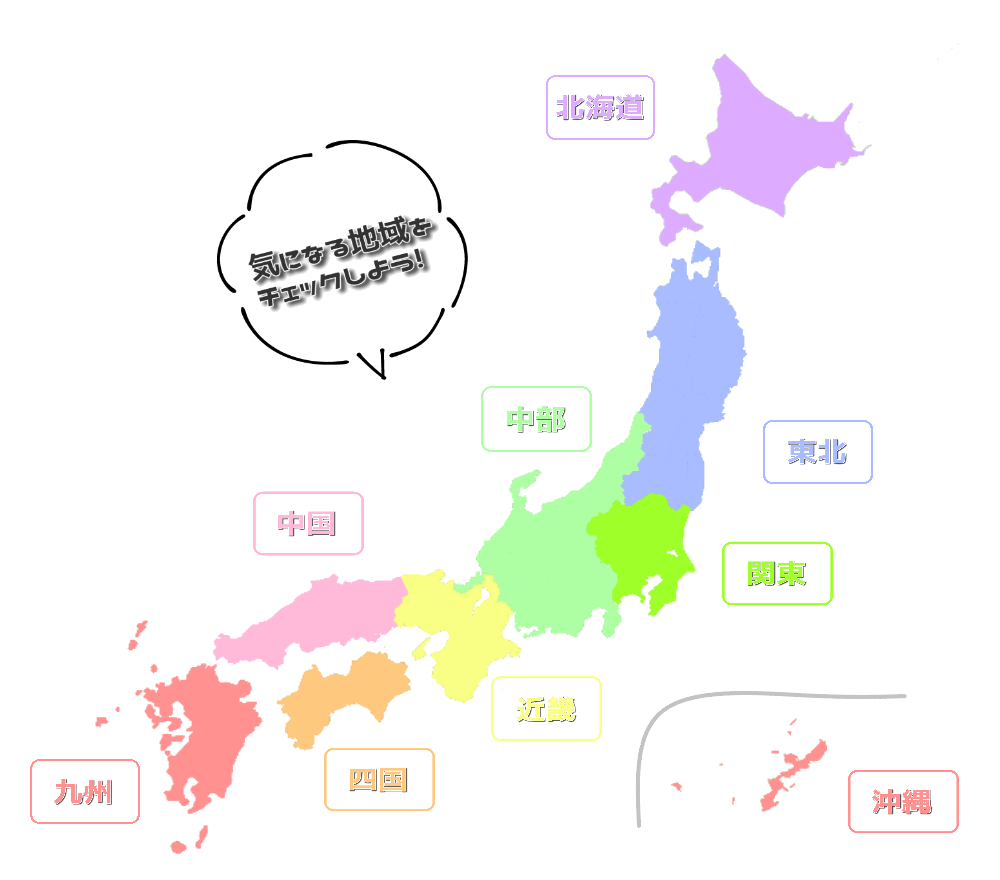 北海道
気になる地域を
チェックしよう!
中部
東北
中国
関東
近畿
四国
九州
沖縄